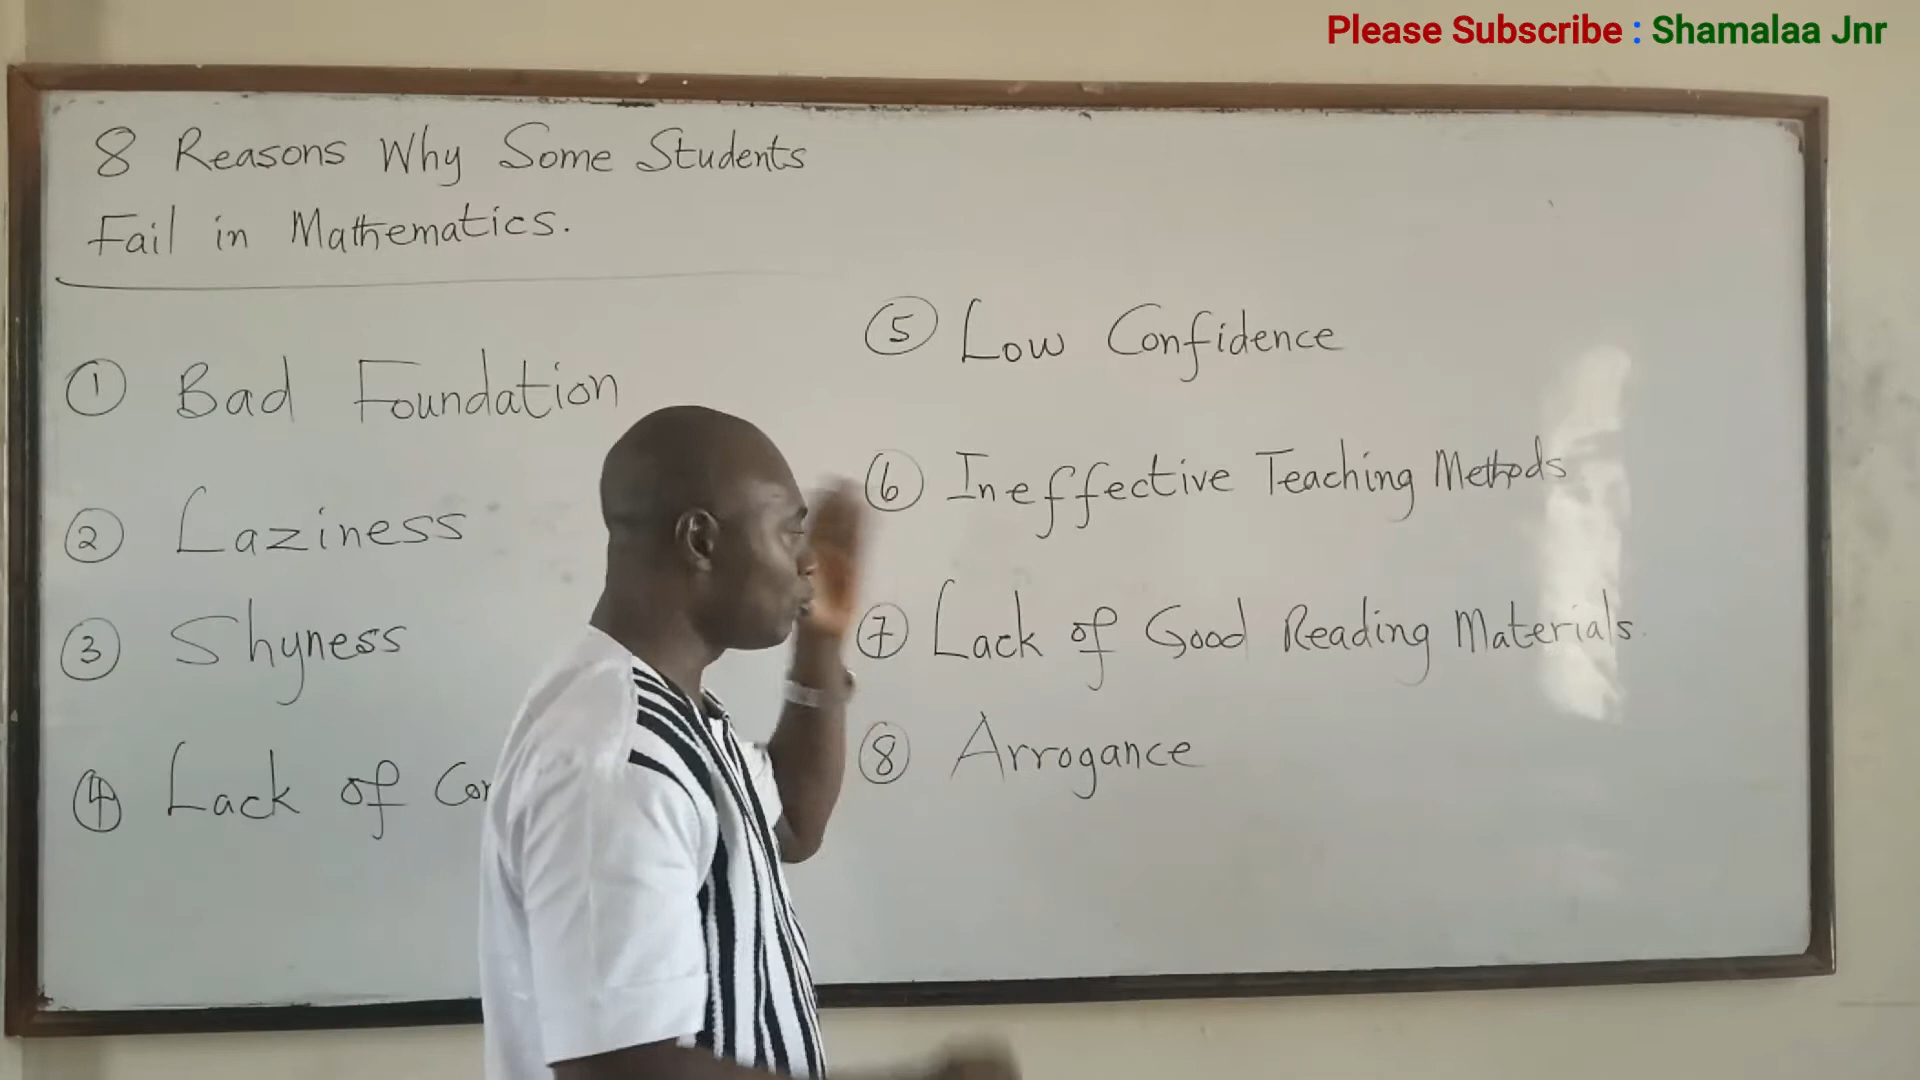 Please Subscribe : Shamalaa Jnr
8 Reasons Why Some Students
Fail in Mathematics.
① Bad Foundation
② Laziness
③ Shyness
④ Lack of
⑤ Low Confidence
⑥ Ineffective Teaching Methods
⑦ Lack of Good Reading Materials.
⑧ Arrogance